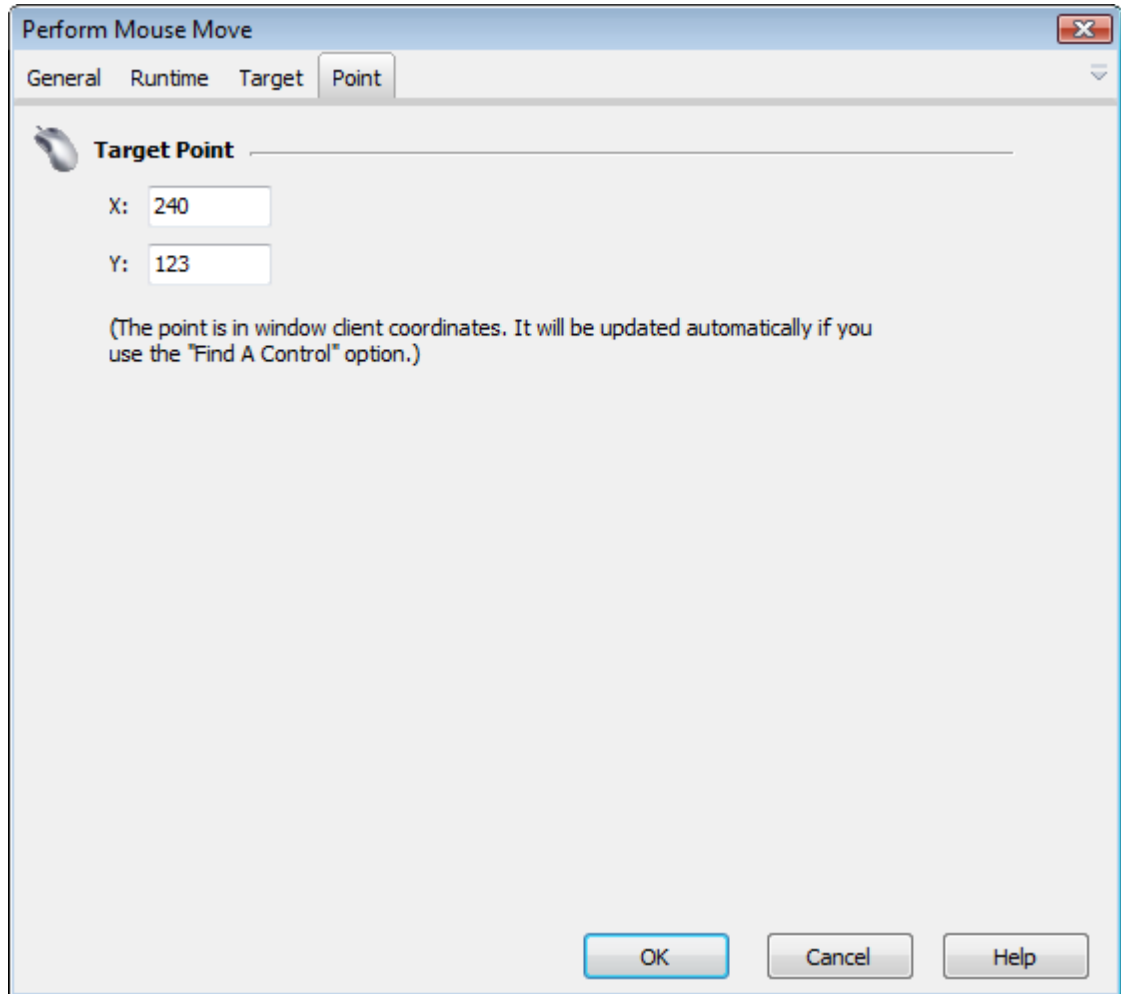 Perform Mouse Move
General Runtime Target Point
Target Point
X: 240
Y: 123
(The point is in window client coordinates. It will be updated automatically if you
use the "Find A Control" option.)
OK Cancel Help